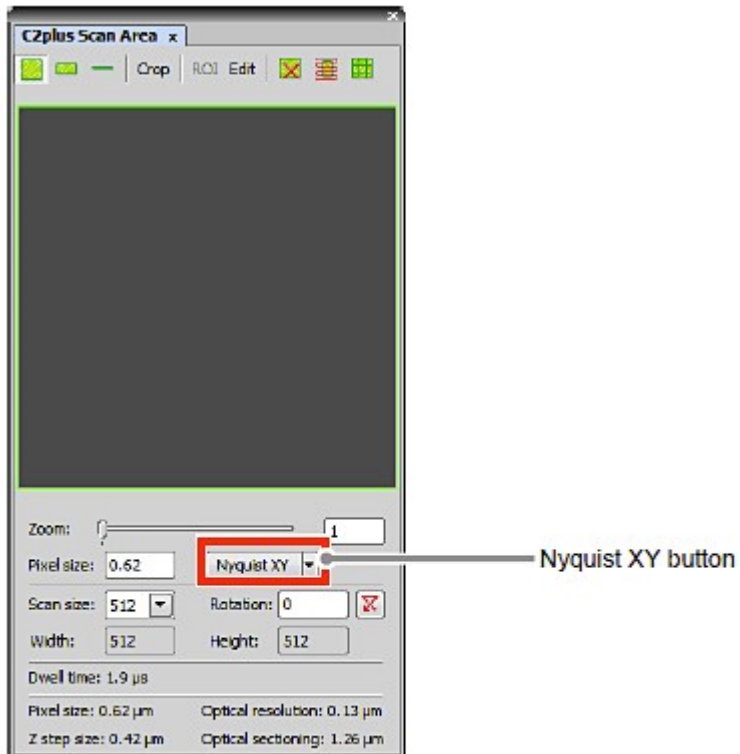 C2plus Scan Area x
Crop ROI Edit
Zoom: 1
Pixel size: 0.62 Nyquist XY
Nyquist XY button
Scan size: 512 Rotation: 0
Width: 512 Height: 512
Dwell time: 1.9 µs
Pixel size: 0.62 µm Optical resolution: 0.13 µm
Z step size: 0.42 µm Optical sectioning: 1.26 µm